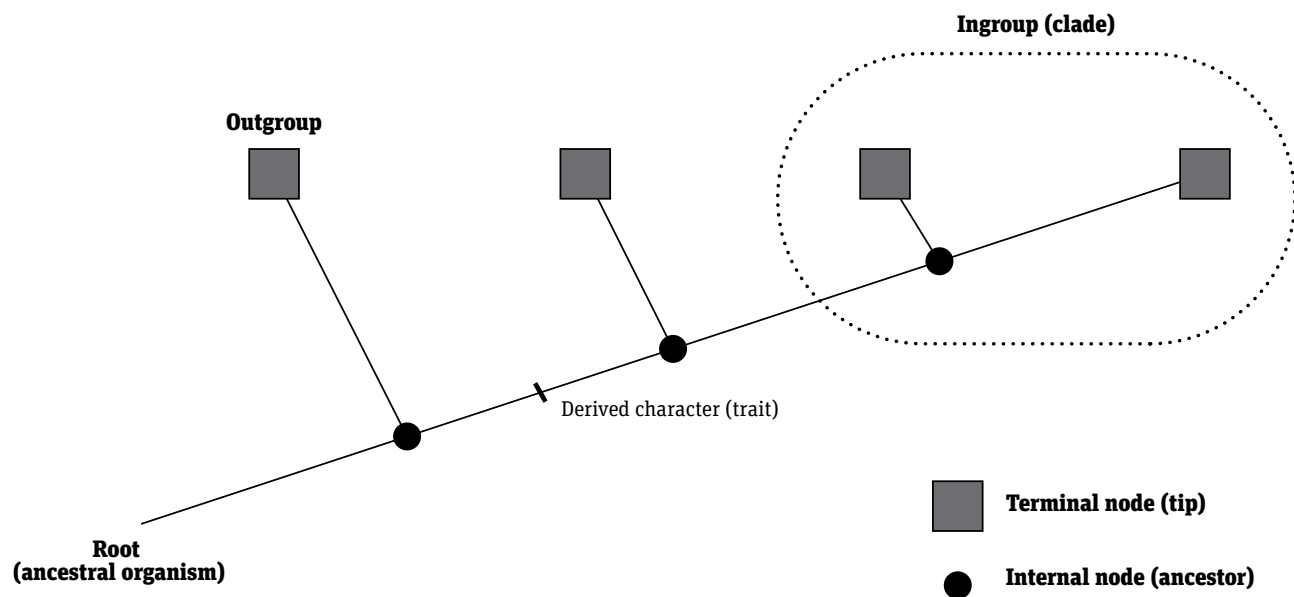 Ingroup (clade)
Outgroup
Derived character (trait)
Root
(ancestral organism)
Terminal node (tip)
Internal node (ancestor)